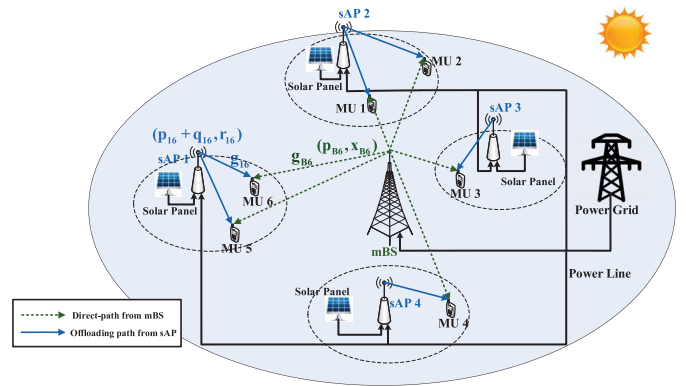 sAP 2
MU 2
Solar Panel
MU 1
sAP 3
(p16 + q16, r16)
(pB6, xB6)
sAP 1
g16
gB6
MU 3
Solar Panel
MU 6
Solar Panel
Power Grid
MU 5
mBS
Power Line
Solar Panel
sAP 4
MU 4
Direct-path from mBS
Offloading path from sAP